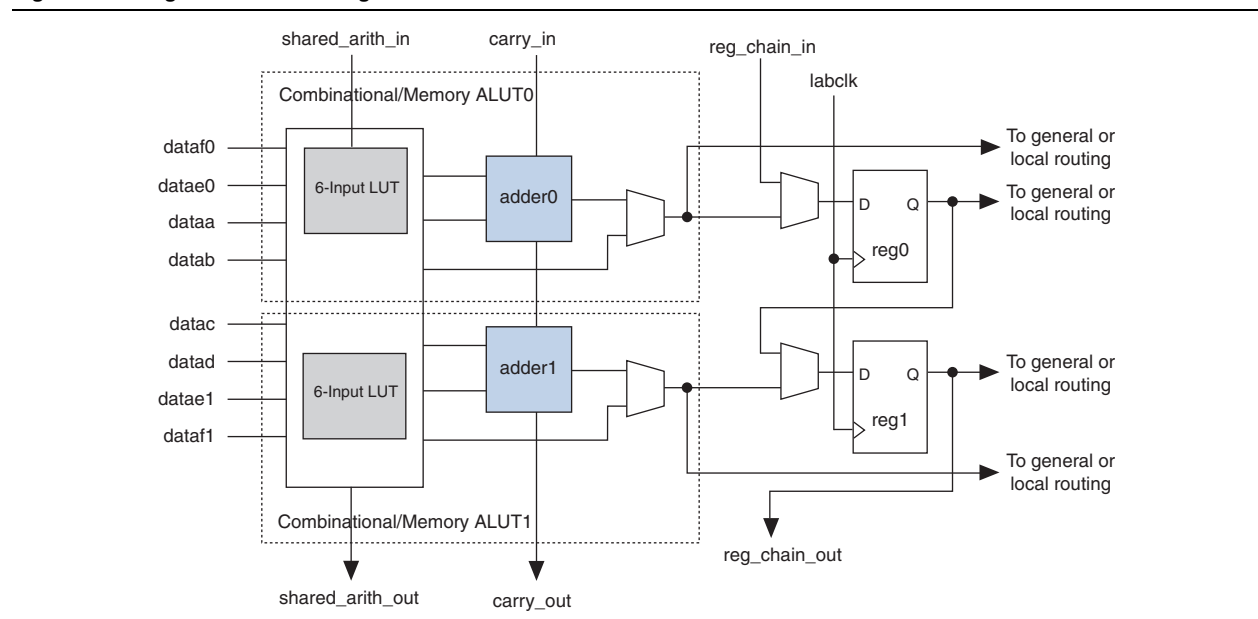 shared_arith_in
carry_in
reg_chain_in
labclk
Combinational/Memory ALUT0
dataf0
datae0
dataa
datab
6-Input LUT
adder0
D
Q
reg0
To general or
local routing
To general or
local routing
datac
datad
datae1
dataf1
6-Input LUT
adder1
D
Q
reg1
To general or
local routing
To general or
local routing
Combinational/Memory ALUT1
reg_chain_out
shared_arith_out
carry_out